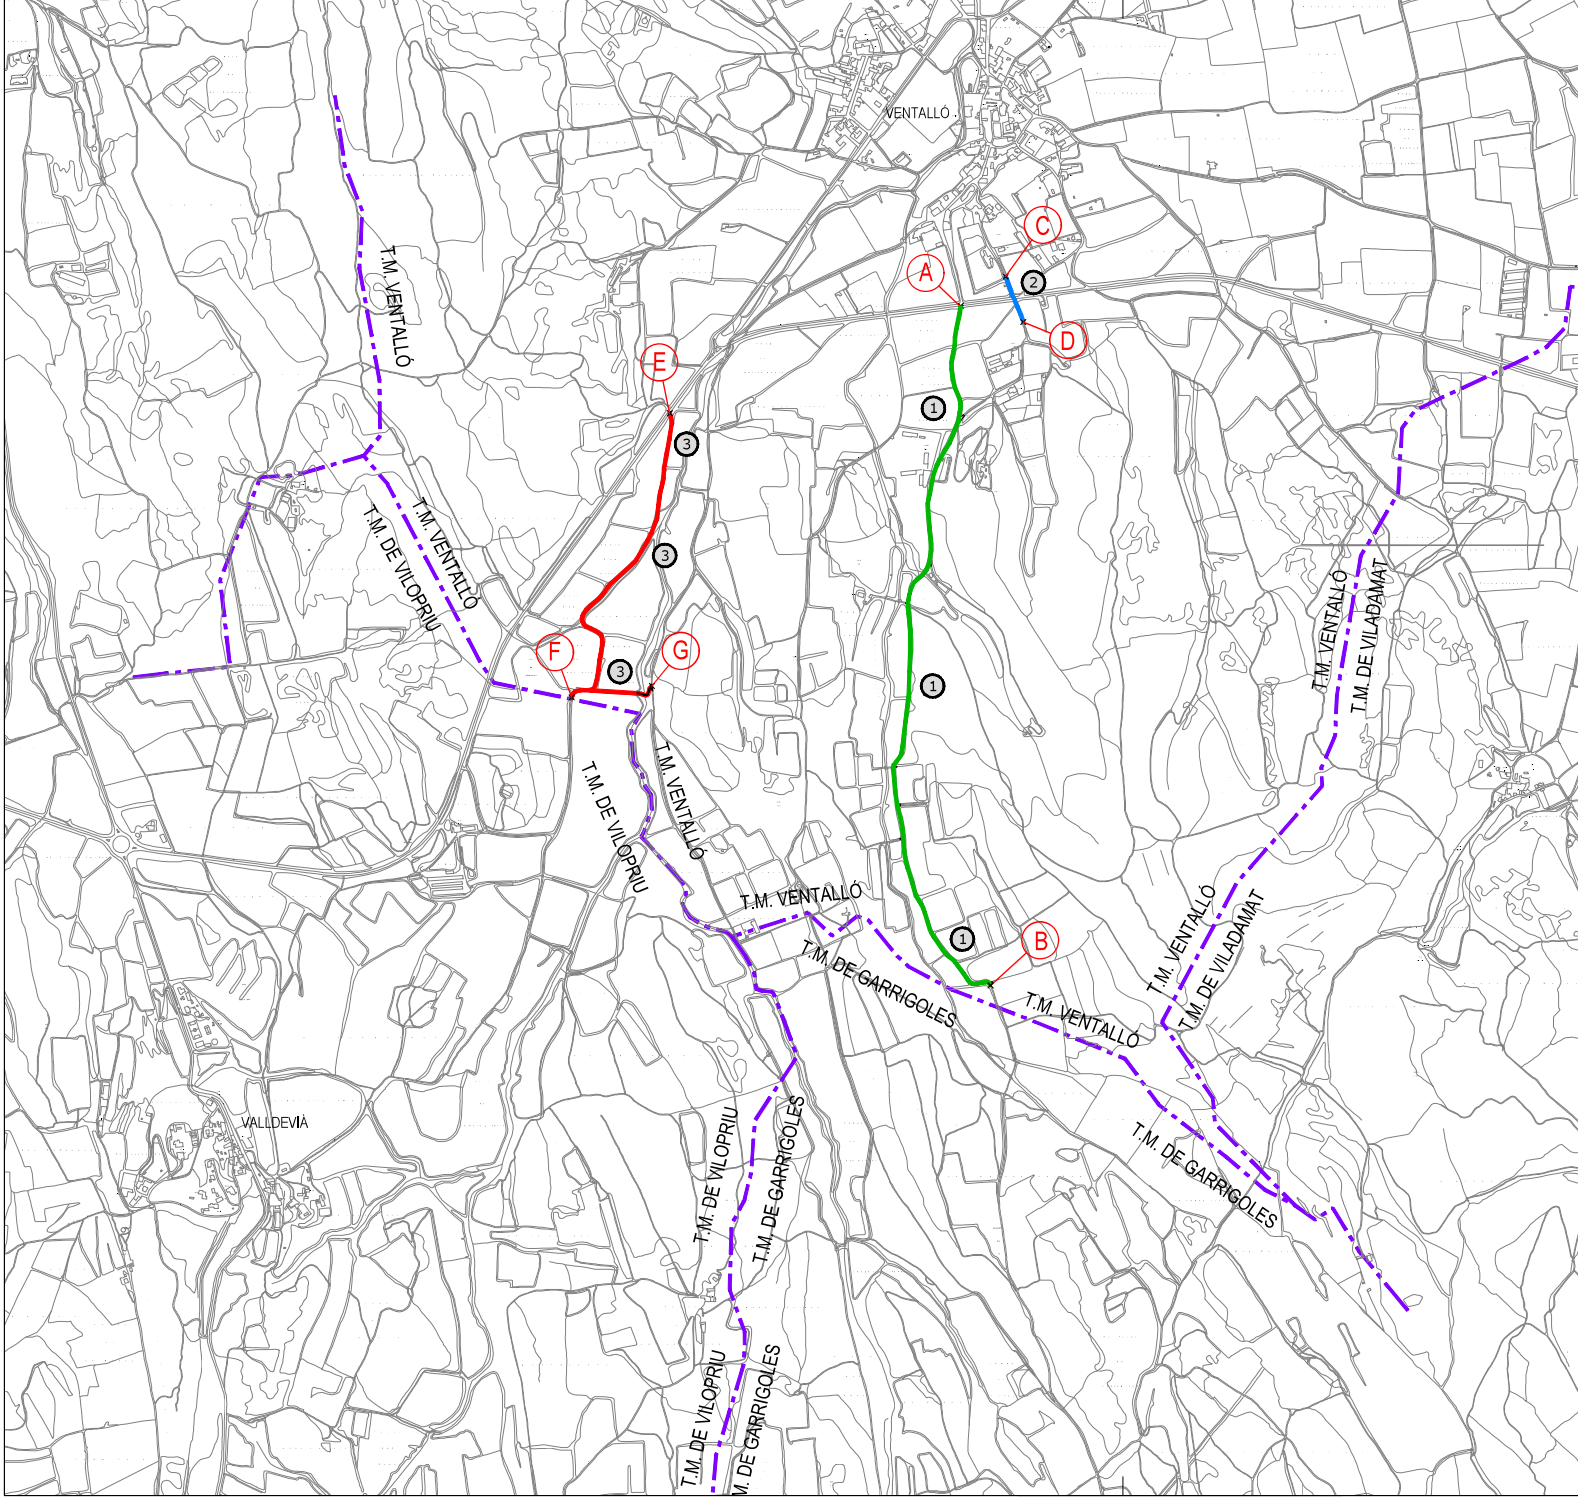 VENTALLÓ
C
A
2
D
T.M. VENTALLÓ
E
1
3
T.M. VENTALLÓ
T.M. DE VILOPRIU
3
T.M. VENTALLÓ
T.M. DE VILADAMAT
F
3
G
1
T.M. VENTALLÓ
T.M. DE VILOPRIU
T.M. VENTALLÓ
T.M. DE GARRIGOLES
1
B
T.M. VENTALLÓ
T.M. DE VILADAMAT
T.M. VENTALLÓ
VALLDEVIÀ
T.M. DE VILOPRIU
T.M. DE GARRIGOLES
T.M. DE GARRIGOLES
T.M. DE VILOPRIU
M. DE GARRIGOLES